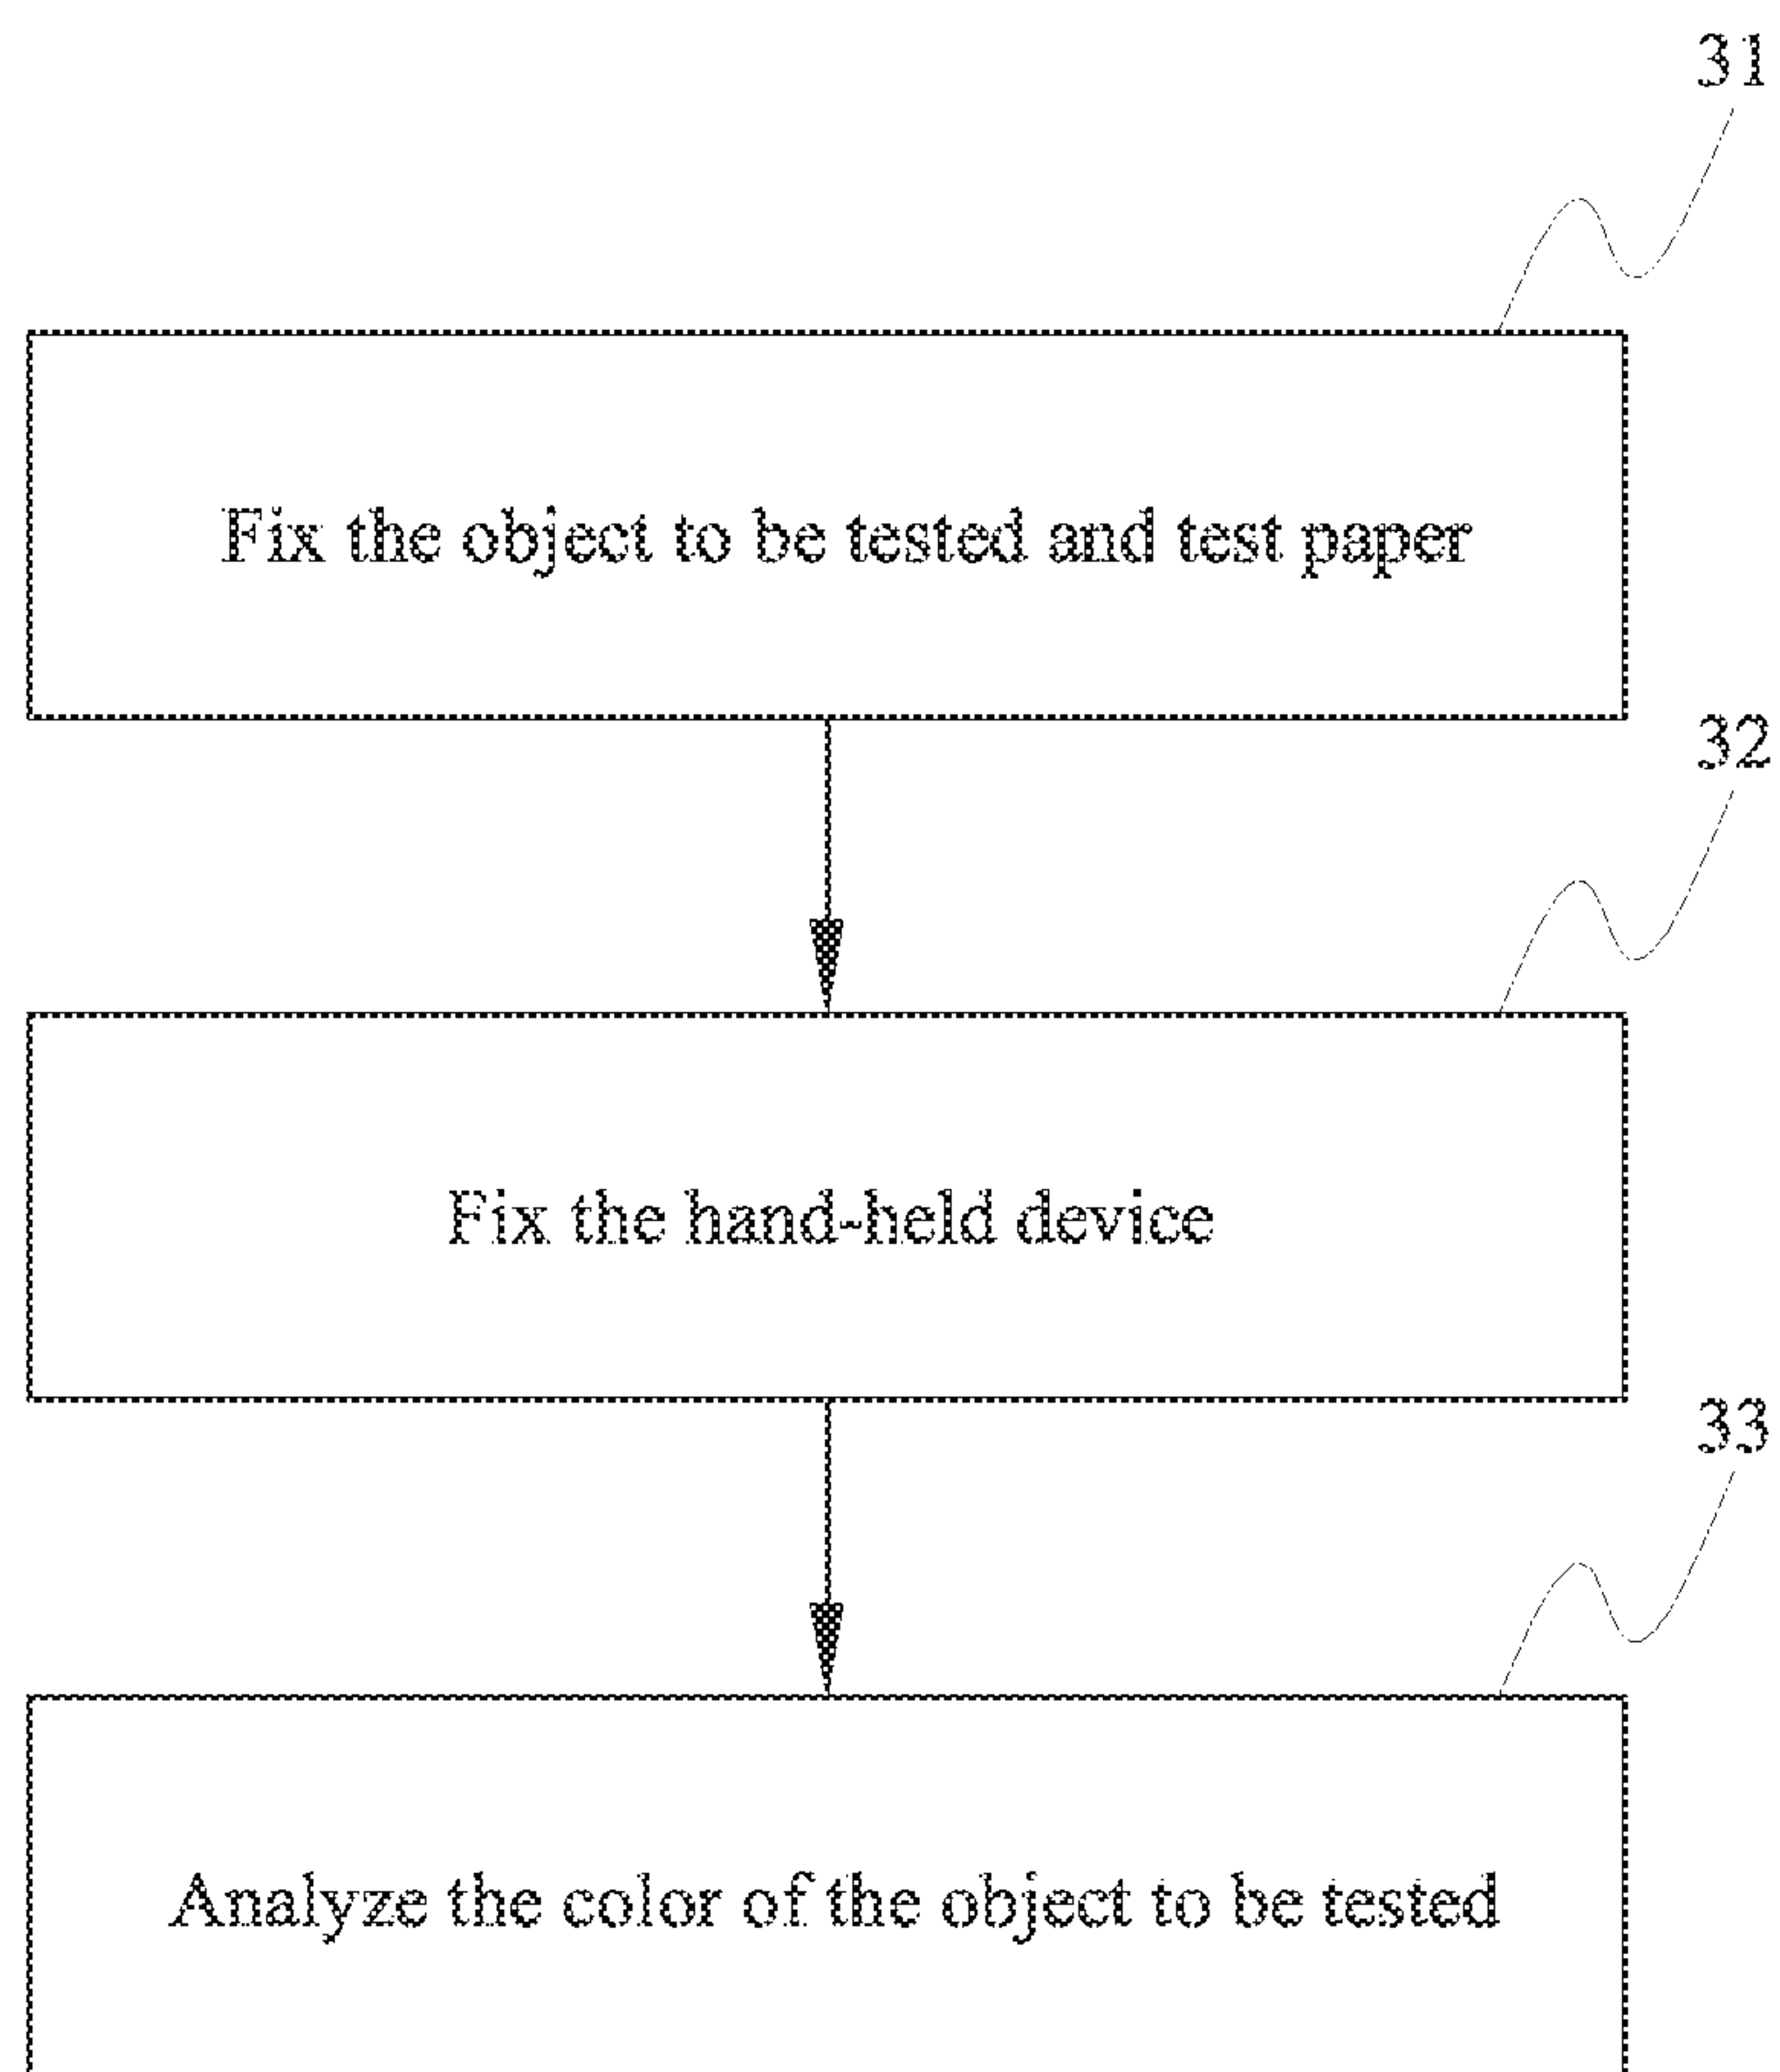 31
Fix the object to be tested and test paper
32
Fix the hand-held device
33
Analyze the color of the object to be tested